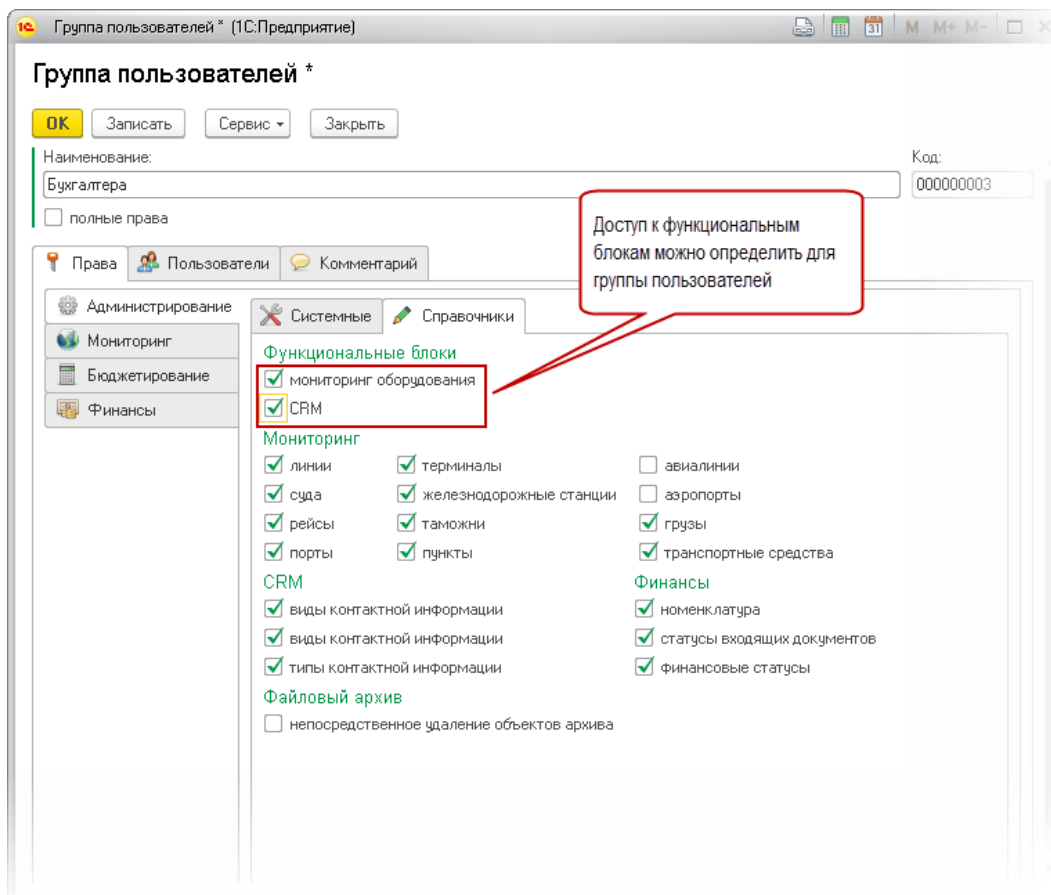 1С Группа пользователей * (1С:Предприятие) 31 M M+ M-
Группа пользователей *
ОК Записать Сервис Закрыть
Наименование: Код:
Бухгалтера 000000003
полные права
Доступ к функциональным
блокам можно определить для
группы пользователей
Права Пользователи Комментарий
Администрирование
Мониторинг
Бюджетирование
Финансы
Системные Справочники
Функциональные блоки
мониторинг оборудования
CRM
Мониторинг
линии терминалы авиалинии
суда железнодорожные станции аэропорты
рейсы таможни грузы
порты пункты транспортные средства
CRM Финансы
виды контактной информации номенклатура
виды контактной информации статусы входящих документов
типы контактной информации финансовые статусы
Файловый архив
непосредственное удаление объектов архива